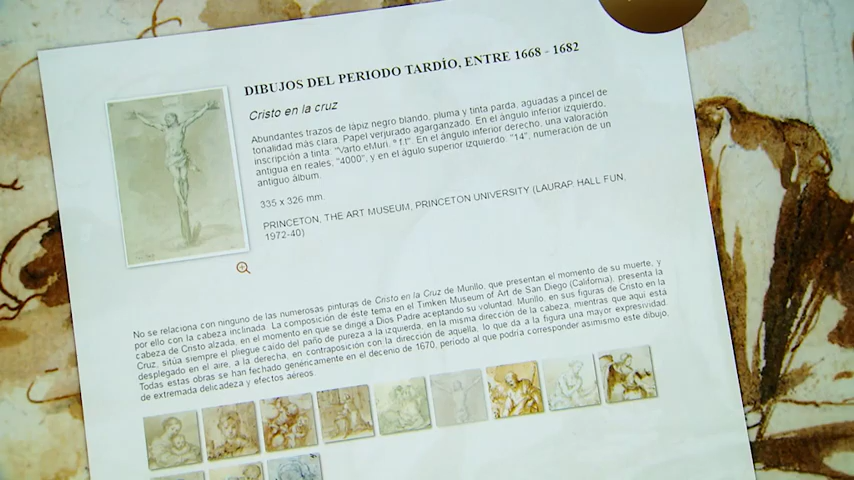 DIBUJOS DEL PERIODO TARDÍO, ENTRE 1668 - 1682
Cristo en la cruz
Abundantes trazos de lápiz negro blando, pluma y tinta parda, aguadas a pincel de
tonalidad más clara. Papel verjurado agarganzado. En el ángulo inferior izquierdo,
inscripción a tinta: "Varto eMuri. º f.t". En el ángulo inferior derecho, una valoración
antigua en reales, "4000", y en el águlo superior izquierdo. "14", numeración de un
antiguo álbum.
335 x 326 mm.
PRINCETON, THE ART MUSEUM, PRINCETON UNIVERSITY (LAURAP. HALL FUN,
1972-40)
No se relaciona con ninguno de las numerosas pinturas de Cristo en la Cruz de Murillo, que presentan el momento de su muerte, y
por ello con la cabeza inclinada. La composición de este tema en el Timken Museum of Art de San Diego (California), presenta la
cabeza de Cristo alzada, en el momento en que se dirige a Dios Padre aceptando su voluntad. Murillo, en sus figuras de Cristo en la
Cruz, sitúa siempre el pliegue caído del paño de pureza a la izquierda, en la misma dirección de la cabeza, mientras que aquí está
desplegado en el aire, a la derecha, en contraposición con la dirección de aquella, lo que da a la figura una mayor expresividad.
Todas estas obras se han fechado genéricamente en el decenio de 1670, periodo al que podría corresponder asimismo este dibujo,
de extremada delicadeza y efectos aéreos.